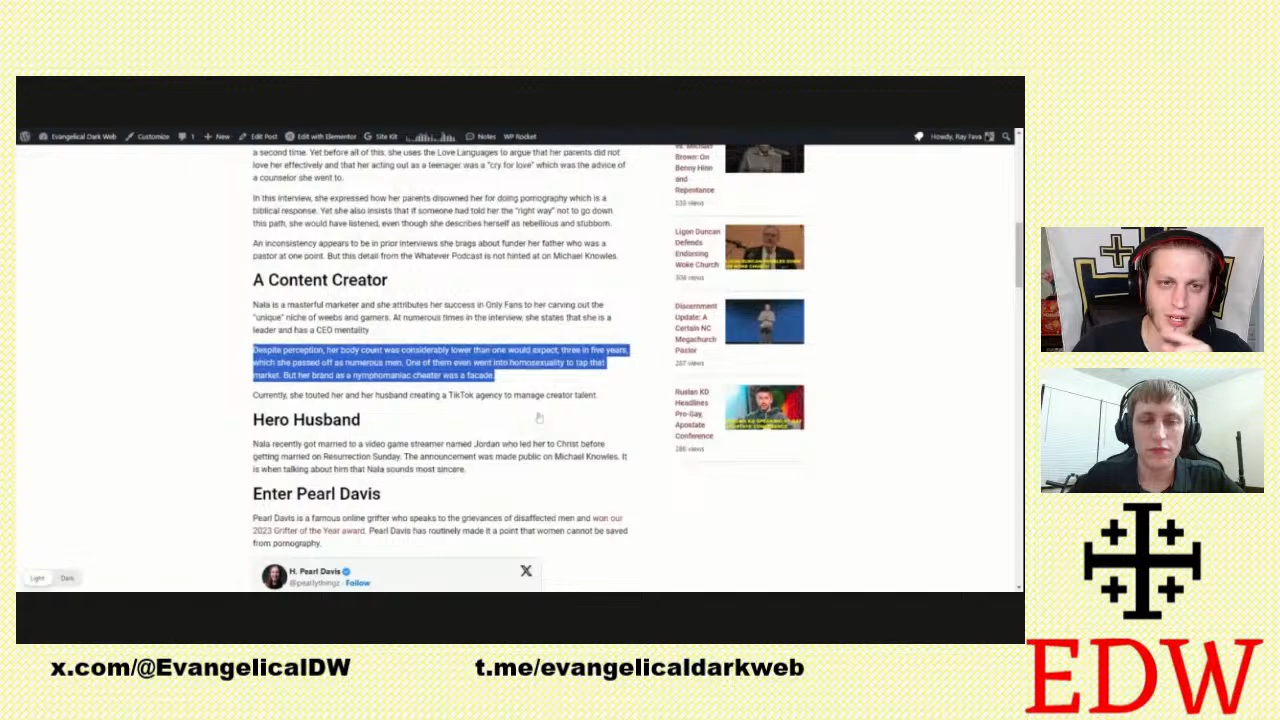 Evangelical Dark Web Customize 1 New Edit Post Edit with Elementor Site Kit Notes WP Rocket Howdy, Ray Fava
a second time. Yet before all of this, she uses the Love Languages to argue that her parents did not
love her effectively and that her acting out as a teenager was a "cry for love" which was the advice of
a counselor she went to.
In this interview, she expressed how her parents disowned her for doing pornography which is a
biblical response. Yet she also insists that if someone had told her the "right way" not to go down
this path, she would have listened, even though she describes herself as rebellious and stubborn.
An inconsistency appears to be in prior interviews she brags about funder her father who was a
pastor at one point. But this detail from the Whatever Podcast is not hinted at on Michael Knowles.
A Content Creator
Nala is a masterful marketer and she attributes her success in Only Fans to her carving out the
"unique" niche of weebs and gamers. At numerous times in the interview, she states that she is a
leader and has a CEO mentality
Despite perception, her body count was considerably lower than one would expect, three in five years,
which she passed off as numerous men. One of them even went into homosexuality to tap that
market. But her brand as a nymphomaniac cheater was a facade.
Currently, she touted her and her husband creating a TikTok agency to manage creator talent.
Hero Husband
Nala recently got married to a video game streamer named Jordan who led her to Christ before
getting married on Resurrection Sunday. The announcement was made public on Michael Knowles. It
is when talking about him that Nala sounds most sincere.
Enter Pearl Davis
Pearl Davis is a famous online grifter who speaks to the grievances of disaffected men and won our
2023 Grifter of the Year award. Pearl Davis has routinely made it a point that women cannot be saved
from pornography.
H. Pearl Davis
@pearlythingz · Follow
Light Dark
vs. Michael
Brown: On
Benny Hinn
and
Repentance
views
Ligon Duncan
Defends
Endorsing
Woke Church
views
Discernment
Update: A
Certain NC
Megachurch
Pastor
287 views
Ruslan KD
Headlines
Pro-Gay,
Apostate
Conference
286 views
x.com/@EvangelicalDW
t.me/evangelicaldarkweb
EDW